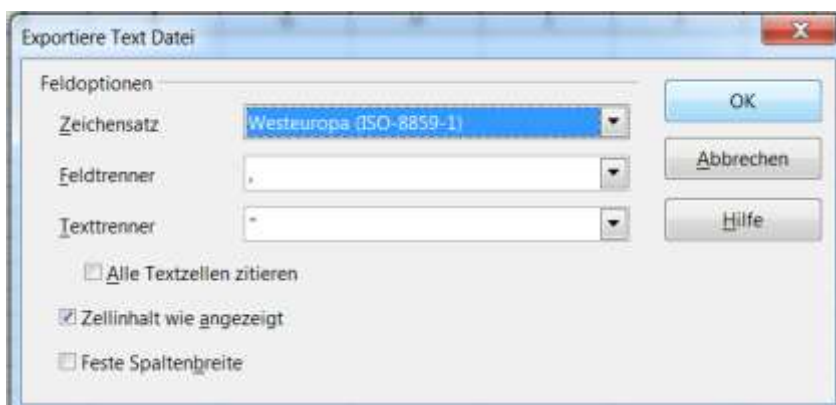 Exportiere Text Datei
Feldoptionen
OK
Zeichensatz
Westeuropa (ISO-8859-1)
Abbrechen
Feldtrenner
,
Hilfe
Texttrenner
"
Alle Textzellen zitieren
Zellinhalt wie angezeigt
Feste Spaltenbreite